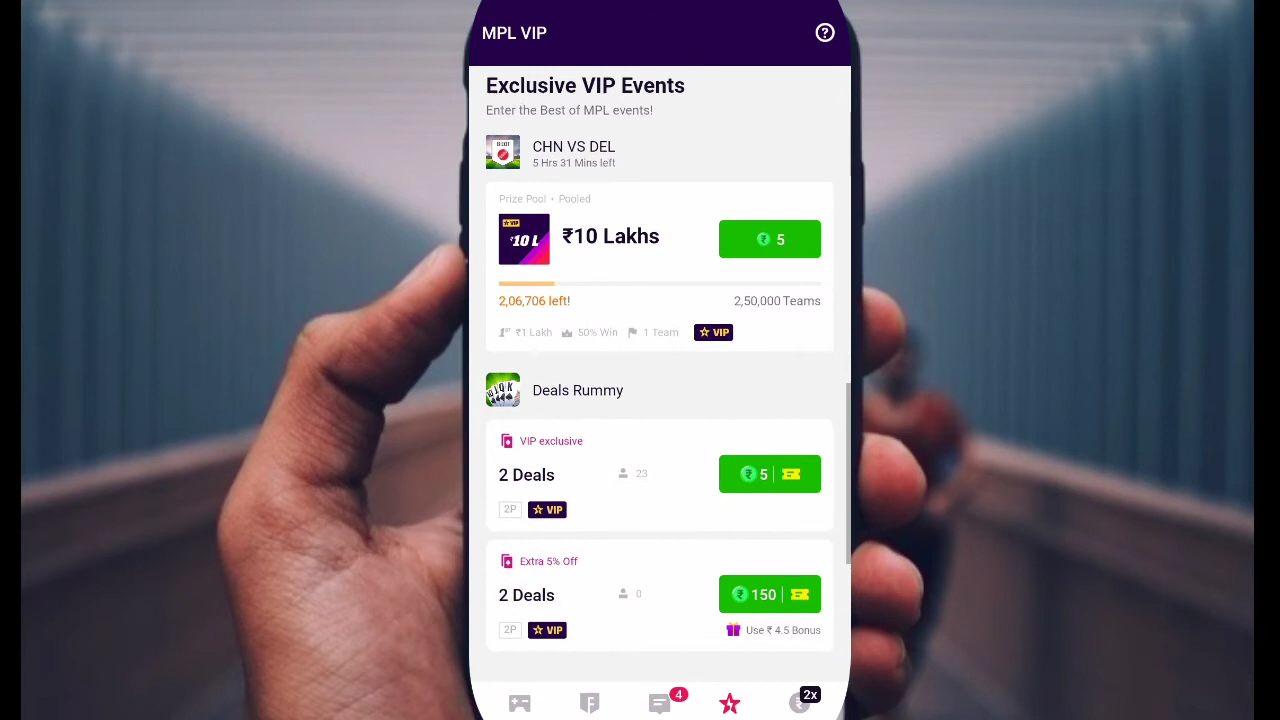 MPL VIP
Exclusive VIP Events
Enter the Best of MPL events!
CHN VS DEL
5 Hrs 31 Mins left
Prize Pool • Pooled
VIP
₹10 L
₹10 Lakhs
₹ 5
2,06,706 left!
2,50,000 Teams
₹1 Lakh
50% Win
1 Team
VIP
Deals Rummy
VIP exclusive
2 Deals
23
₹ 5
2P
VIP
Extra 5% Off
2 Deals
0
₹ 150
2P
VIP
Use ₹ 4.5 Bonus
4
2x